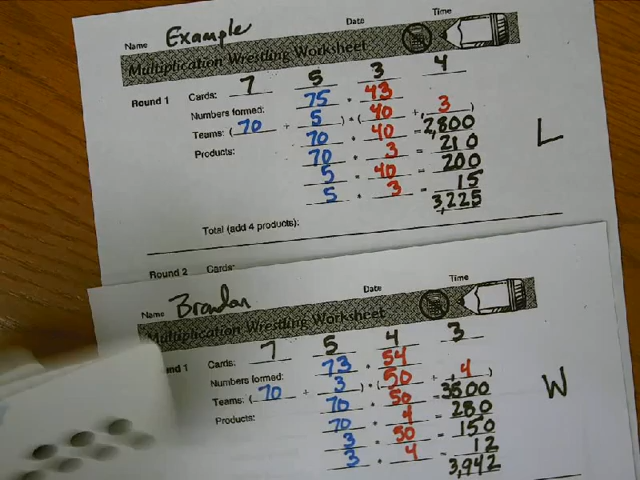 Name Example Date Time
Multiplication Wrestling Worksheet
Round 1 Cards: 7 5 3 4
Numbers formed: 75 * 43
Teams: (70 + 5) * (40 + 3)
Products: 70 * 40 = 2,800
70 * 3 = 210
5 * 40 = 200
5 * 3 = 15
3,225
Total (add 4 products):
L
Round 2 Cards:
Name Brandan Date Time
Multiplication Wrestling Worksheet
1 Cards: 7 5 4 3
Numbers formed: 73 * 54
Teams: (70 + 3) * (50 + 4)
Products: 70 * 50 = 3500
70 * 4 = 280
3 * 50 = 150
3 * 4 = 12
3,942
W